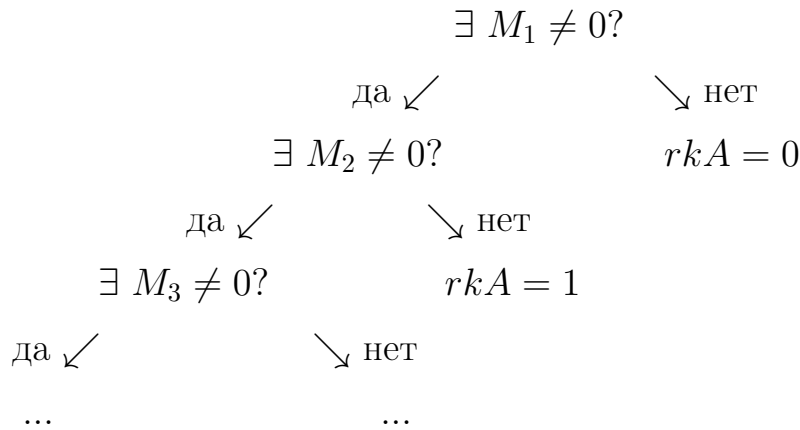 ∃ M₁ ≠ 0?
да ↙ ↘ нет
∃ M₂ ≠ 0? rkA = 0
да ↙ ↘ нет
∃ M₃ ≠ 0? rkA = 1
да ↙ ↘ нет
... ...